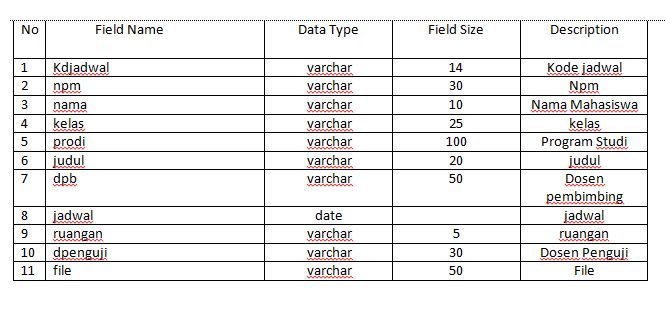 No Field Name Data Type Field Size Description
1 Kdjadwal varchar 14 Kode jadwal
2 npm varchar 30 Npm
3 nama varchar 10 Nama Mahasiswa
4 kelas varchar 25 kelas
5 prodi varchar 100 Program Studi
6 judul varchar 20 judul
7 dpb varchar 50 Dosen
pembimbing
8 jadwal date jadwal
9 ruangan varchar 5 ruangan
10 dpenguji varchar 30 Dosen Penguji
11 file varchar 50 File